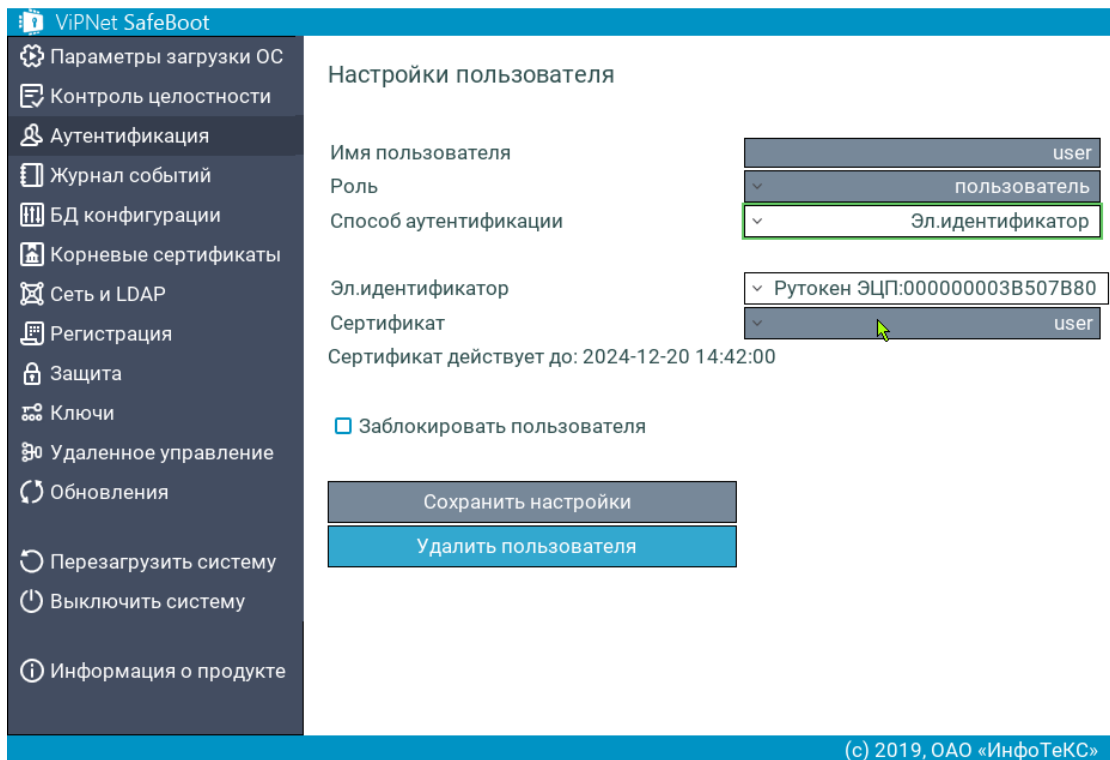 ViPNet SafeBoot
Параметры загрузки ОС
Контроль целостности
Аутентификация
Журнал событий
БД конфигурации
Корневые сертификаты
Сеть и LDAP
Регистрация
Защита
Ключи
Удаленное управление
Обновления
Перезагрузить систему
Выключить систему
Информация о продукте
Настройки пользователя
Имя пользователя user
Роль пользователь
Способ аутентификации Эл.идентификатор
Эл.идентификатор Рутокен ЭЦП:000000003B507B80
Сертификат user
Сертификат действует до: 2024-12-20 14:42:00
Заблокировать пользователя
Сохранить настройки
Удалить пользователя
(c) 2019, ОАО «ИнфоТеКС»